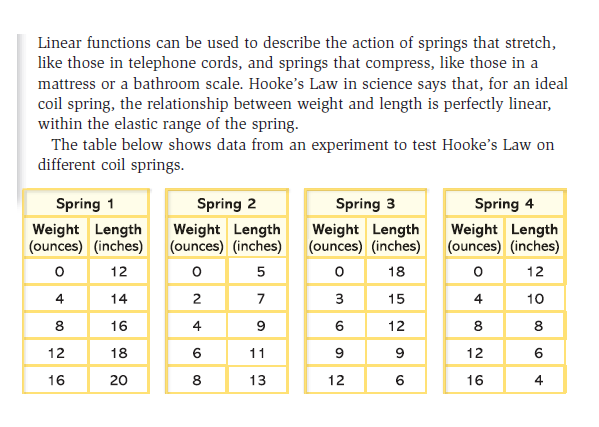 Linear functions can be used to describe the action of springs that stretch,
like those in telephone cords, and springs that compress, like those in a
mattress or a bathroom scale. Hooke’s Law in science says that, for an ideal
coil spring, the relationship between weight and length is perfectly linear,
within the elastic range of the spring.
The table below shows data from an experiment to test Hooke’s Law on
different coil springs.
Spring 1 Spring 2 Spring 3 Spring 4
Weight Length Weight Length Weight Length Weight Length
(ounces) (inches) (ounces) (inches) (ounces) (inches) (ounces) (inches)
0 12 0 5 0 18 0 12
4 14 2 7 3 15 4 10
8 16 4 9 6 12 8 8
12 18 6 11 9 9 12 6
16 20 8 13 12 6 16 4